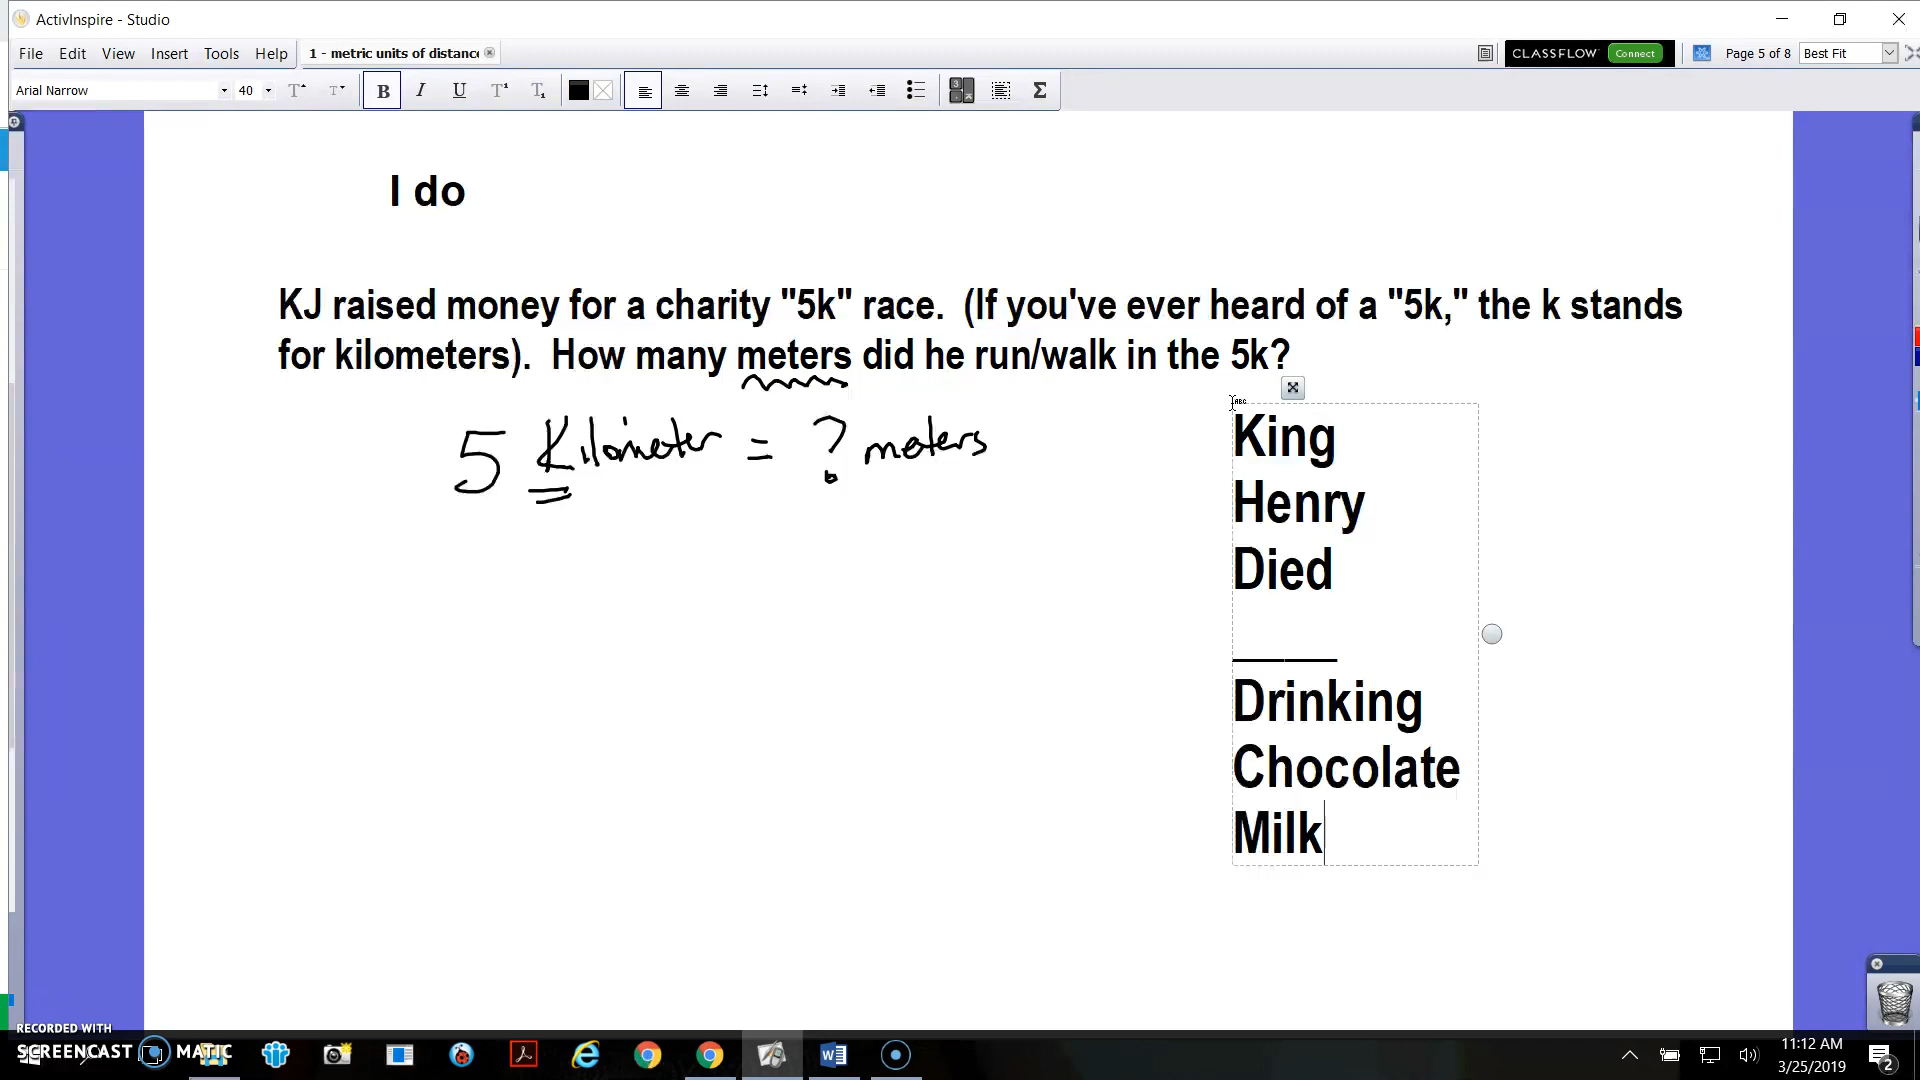 ActivInspire - Studio
File Edit View Insert Tools Help 1 - metric units of distanc
CLASSFLOW Connect Page 5 of 8 Best Fit
Arial Narrow 40 B I U Σ
I do
KJ raised money for a charity "5k" race. (If you've ever heard of a "5k," the k stands
for kilometers). How many meters did he run/walk in the 5k?
5 Kilometer = ? meters
King
Henry
Died
_____
Drinking
Chocolate
Milk
RECORDED WITH
SCREENCAST MATIC
11:12 AM
3/25/2019
2